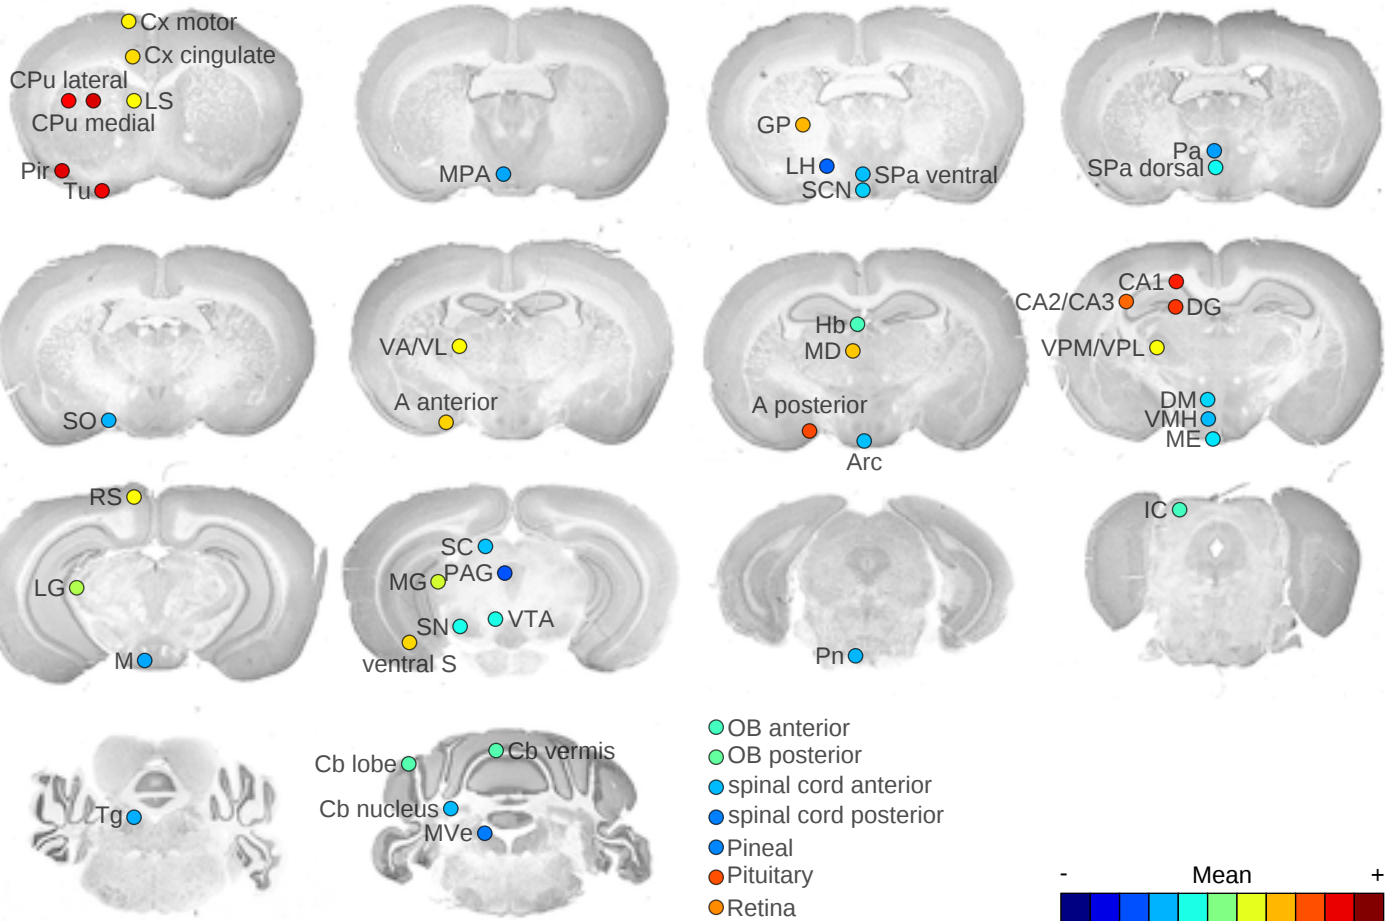 Cx motor
Cx cingulate
CPu lateral
LS
CPu medial
Pir
Tu
MPA
GP
LH
SPa ventral
SCN
Pa
SPa dorsal
SO
VA/VL
A anterior
Hb
MD
A posterior
Arc
CA1
CA2/CA3
DG
VPM/VPL
DM
VMH
ME
RS
LG
M
SC
PAG
MG
SN
VTA
ventral S
Pn
IC
Tg
Cb vermis
Cb lobe
Cb nucleus
MVe
OB anterior
OB posterior
spinal cord anterior
spinal cord posterior
Pineal
Pituitary
Retina
- Mean +